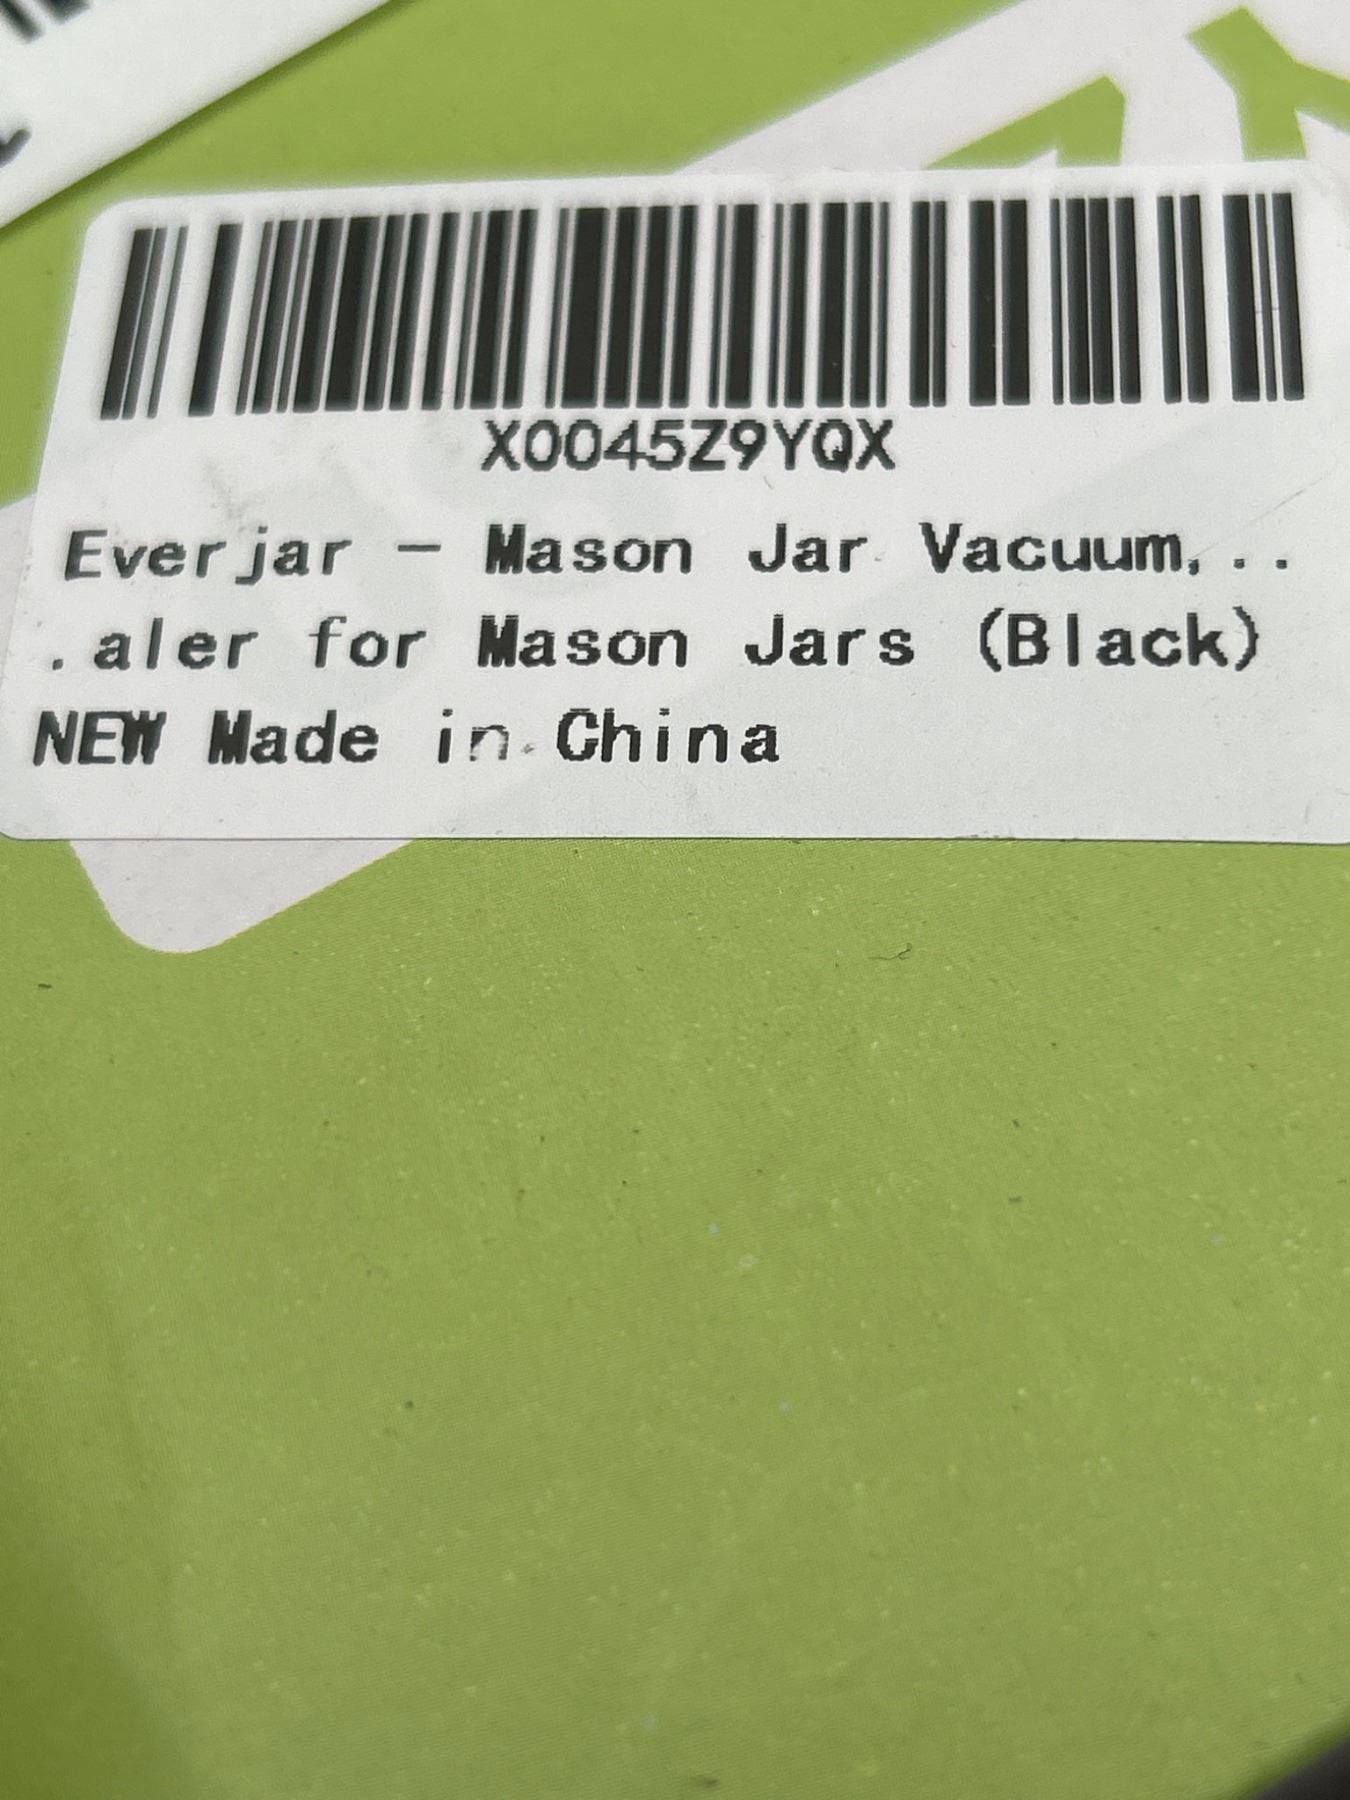 X0045Z9YQX
Everjar - Mason Jar Vacuum,..
.aler for Mason Jars (Black)
NEW Made in China